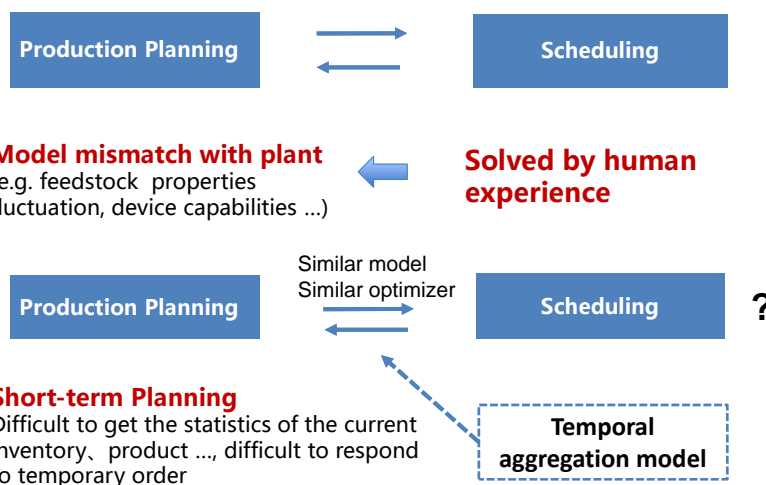 Production Planning
Scheduling
Model mismatch with plant
e.g. feedstock properties
luctuation, device capabilities ...)
Solved by human
experience
Similar model
Similar optimizer
Production Planning
Scheduling
?
Short-term Planning
Difficult to get the statistics of the current
nventory、product ..., difficult to respond
to temporary order
Temporal
aggregation model